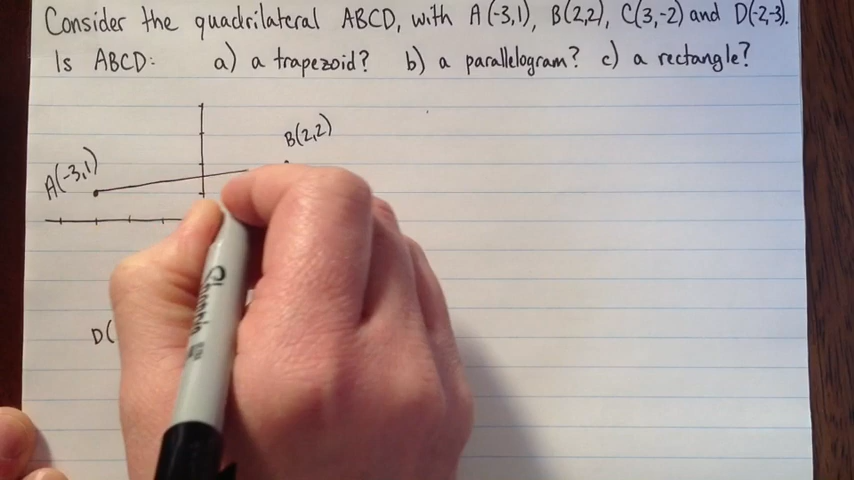 Consider the quadrilateral ABCD, with A(-3,1), B(2,2), C(3,-2) and D(-2,-3).
Is ABCD: a) a trapezoid? b) a parallelogram? c) a rectangle?
B(2,2)
A(-3,1)
D(
Sharpie